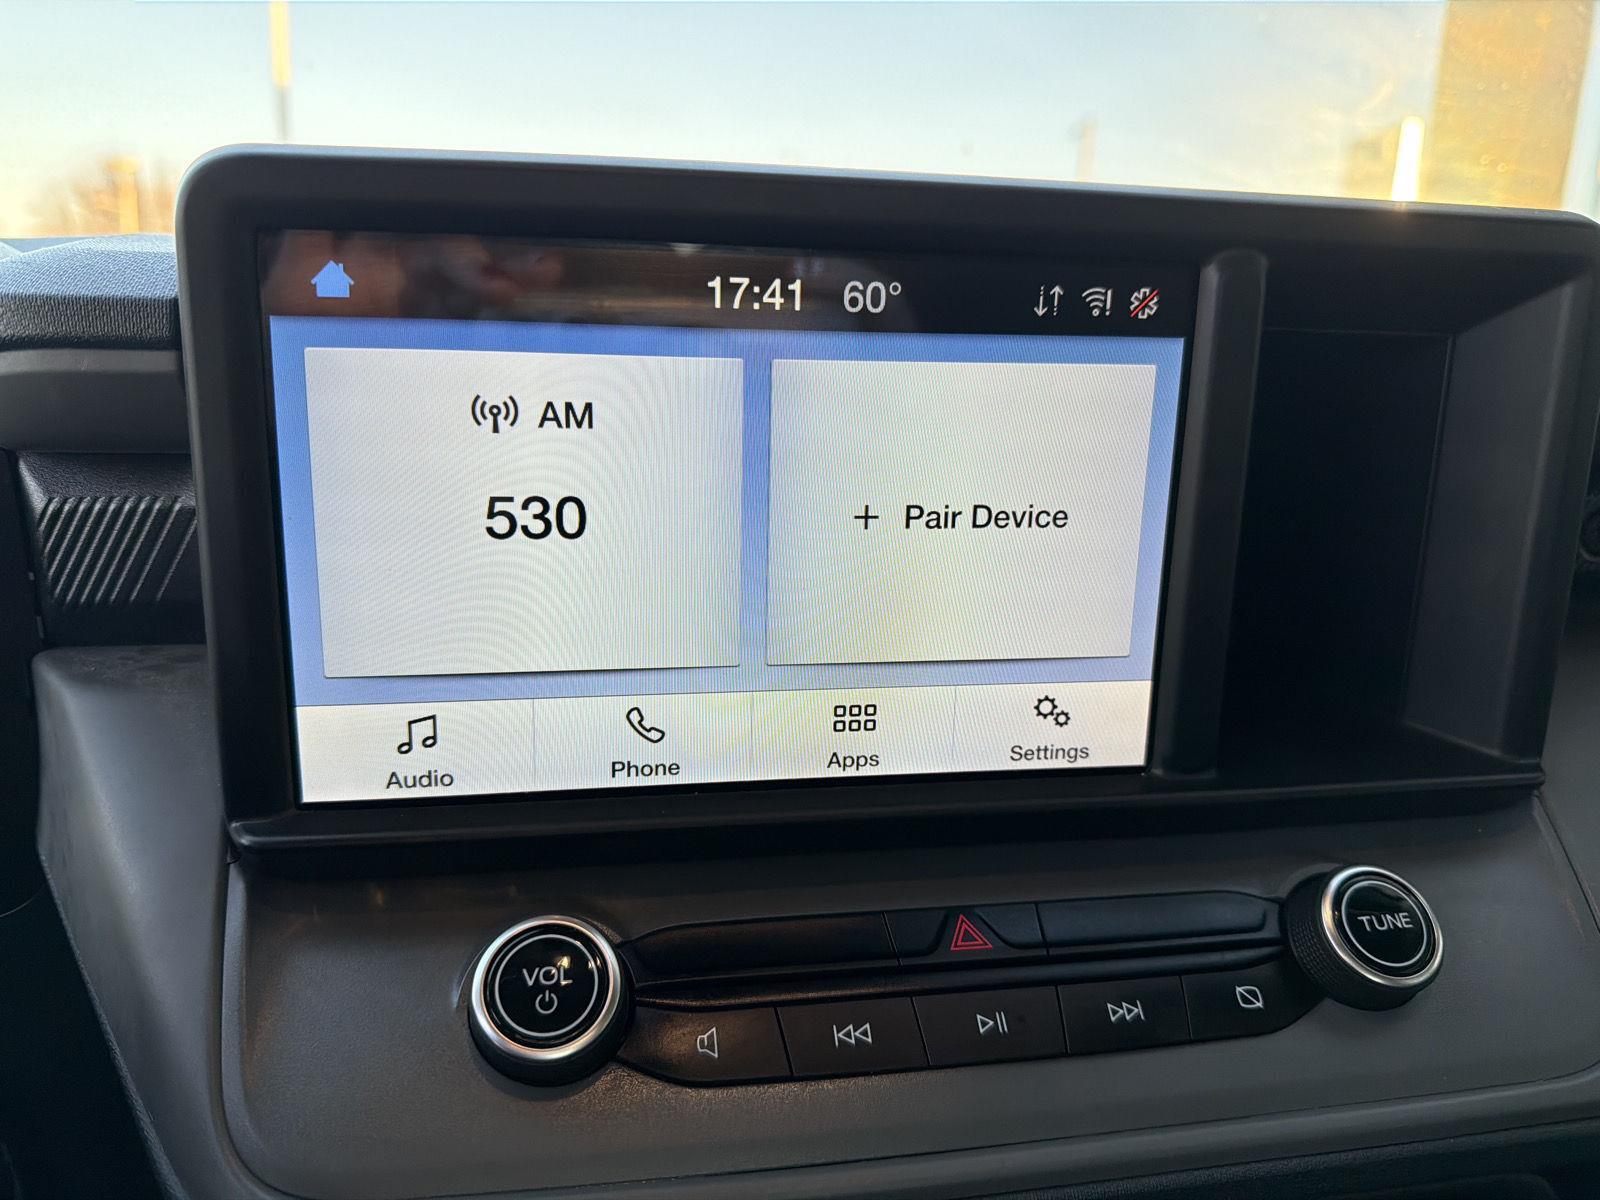 17:41 60°
AM
530
+ Pair Device
Audio
Phone
Apps
Settings
VOL
TUNE